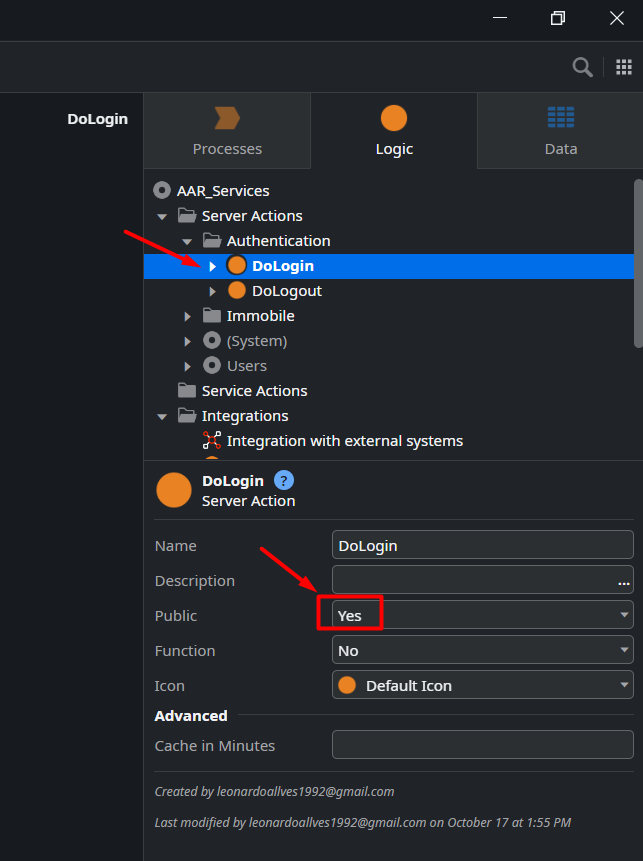 DoLogin
Processes
Logic
Data
AAR_Services
Server Actions
Authentication
DoLogin
DoLogout
Immobile
(System)
Users
Service Actions
Integrations
Integration with external systems
DoLogin ?
Server Action
Name DoLogin
Description ...
Public Yes
Function No
Icon Default Icon
Advanced
Cache in Minutes
Created by leonardoallves1992@gmail.com
Last modified by leonardoallves1992@gmail.com on October 17 at 1:55 PM